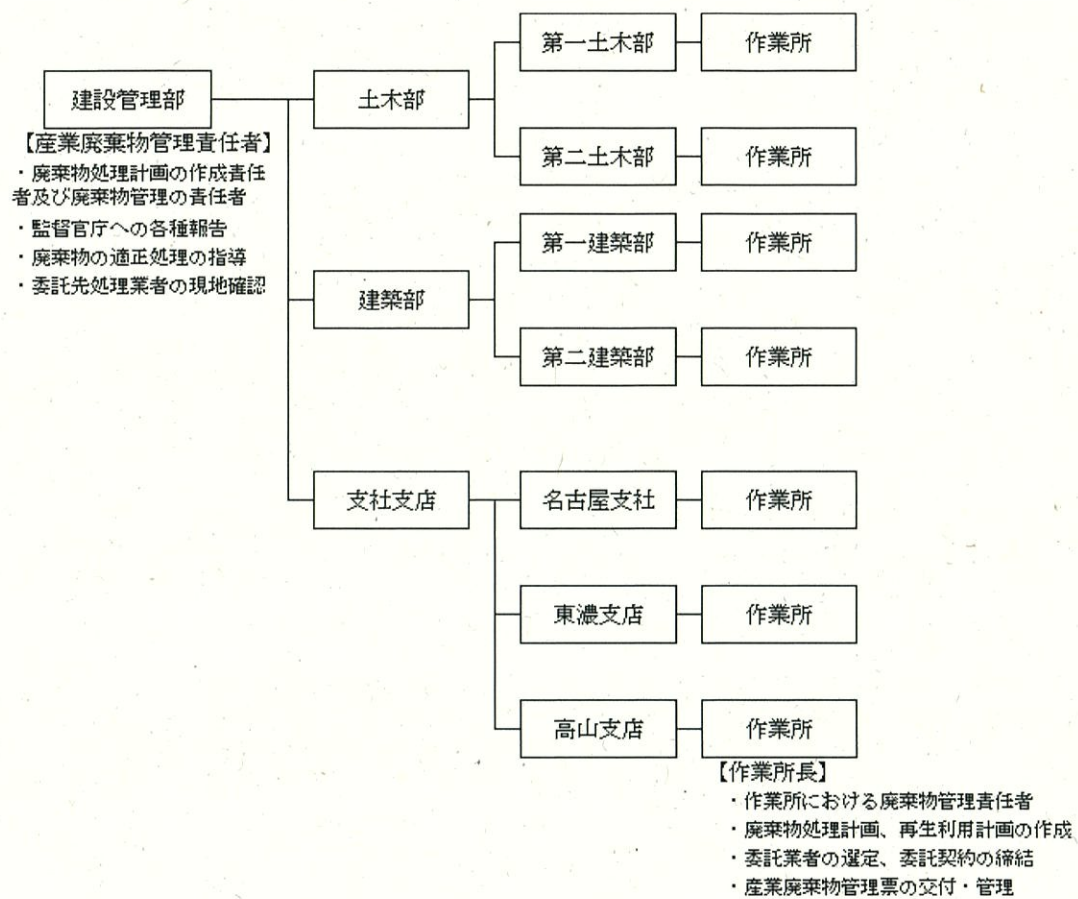 第一土木部
作業所
建設管理部
土木部
【産業廃棄物管理責任者】
・廃棄物処理計画の作成責任
者及び廃棄物管理の責任者
・監督官庁への各種報告
・廃棄物の適正処理の指導
・委託先処理業者の現地確認
第二土木部
作業所
第一建築部
作業所
建築部
第二建築部
作業所
支社支店
名古屋支社
作業所
東濃支店
作業所
高山支店
作業所
【作業所長】
・作業所における廃棄物管理責任者
・廃棄物処理計画、再生利用計画の作成
・委託業者の選定、委託契約の締結
・産業廃棄物管理票の交付・管理